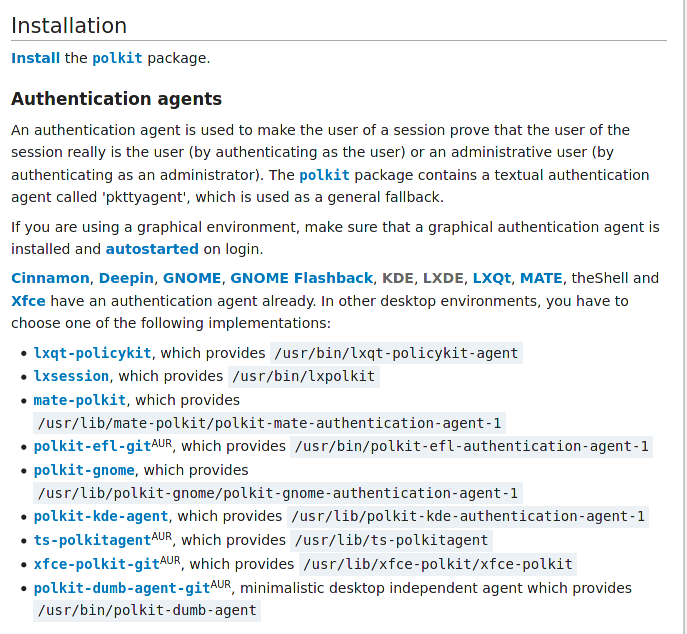 Installation
Install the polkit package.
Authentication agents
An authentication agent is used to make the user of a session prove that the user of the
session really is the user (by authenticating as the user) or an administrative user (by
authenticating as an administrator). The polkit package contains a textual authentication
agent called 'pkttyagent', which is used as a general fallback.
If you are using a graphical environment, make sure that a graphical authentication agent is
installed and autostarted on login.
Cinnamon, Deepin, GNOME, GNOME Flashback, KDE, LXDE, LXQt, MATE, theShell and
Xfce have an authentication agent already. In other desktop environments, you have to
choose one of the following implementations:
• lxqt-policykit, which provides /usr/bin/lxqt-policykit-agent
• lxsession, which provides /usr/bin/lxpolkit
• mate-polkit, which provides
/usr/lib/mate-polkit/polkit-mate-authentication-agent-1
• polkit-efl-gitAUR, which provides /usr/bin/polkit-efl-authentication-agent-1
• polkit-gnome, which provides
/usr/lib/polkit-gnome/polkit-gnome-authentication-agent-1
• polkit-kde-agent, which provides /usr/lib/polkit-kde-authentication-agent-1
• ts-polkitagentAUR, which provides /usr/lib/ts-polkitagent
• xfce-polkit-gitAUR, which provides /usr/lib/xfce-polkit/xfce-polkit
• polkit-dumb-agent-gitAUR, minimalistic desktop independent agent which provides
/usr/bin/polkit-dumb-agent